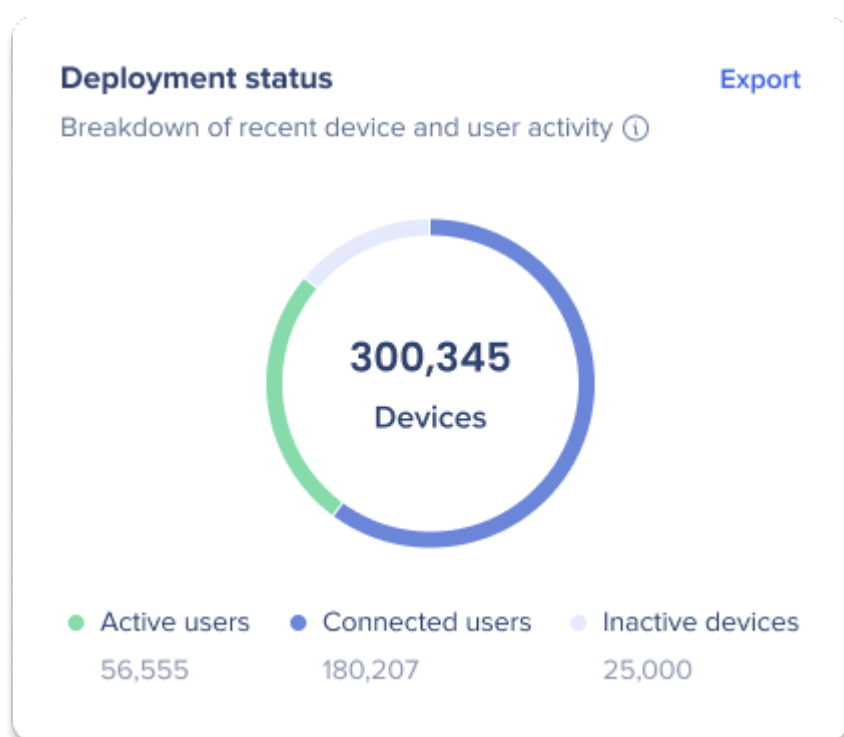 Deployment status
Export
Breakdown of recent device and user activity
300,345
Devices
Active users
Connected users
Inactive devices
56,555
180,207
25,000